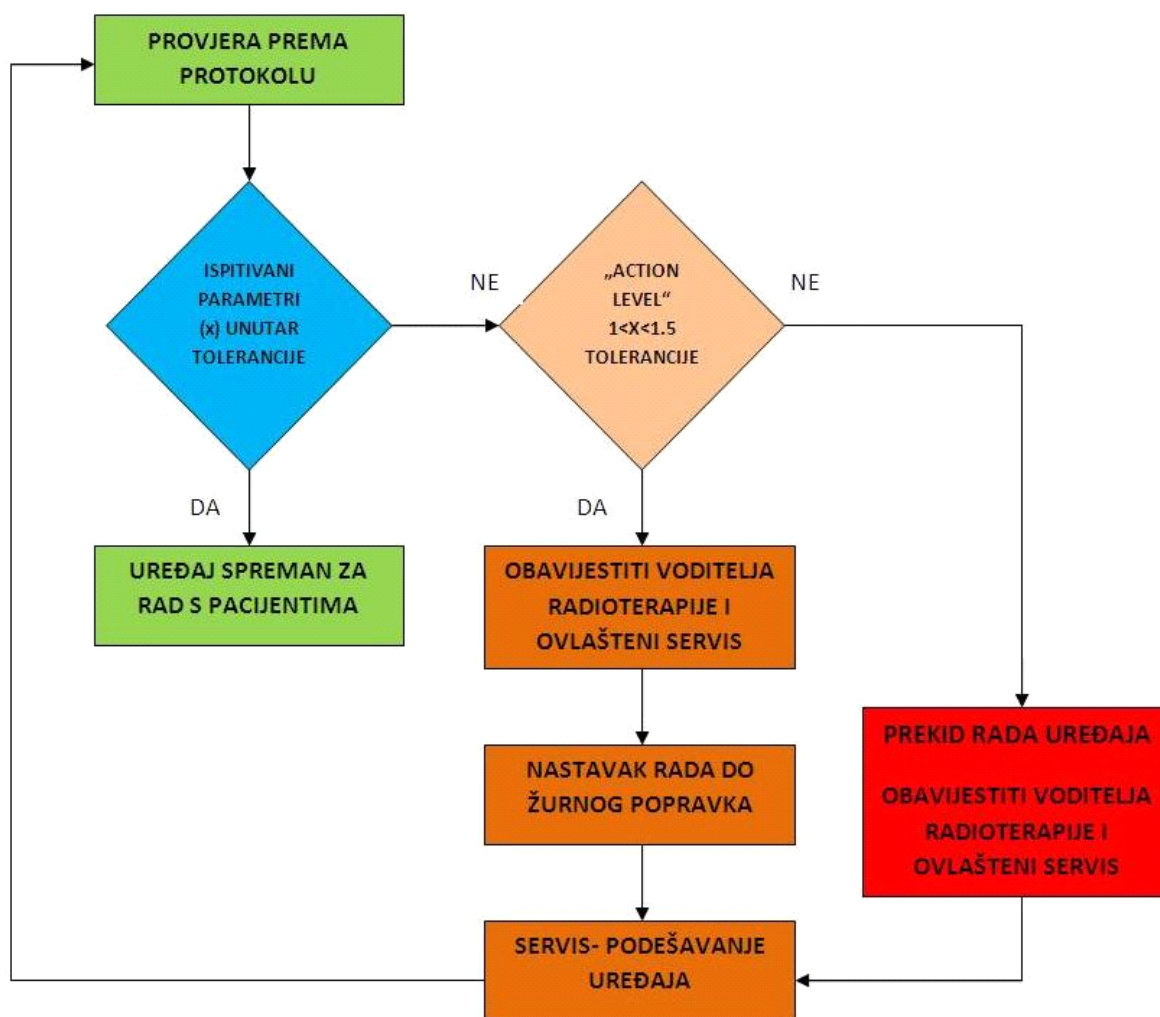 PROVJERA PREMA
PROTOKOLU
ISPITIVANI
PARAMETRI
(x) UNUTAR
TOLERANCIJE
NE
„ACTION
LEVEL“
1<X<1.5
TOLERANCIJE
NE
DA
DA
UREĐAJ SPREMAN ZA
RAD S PACIJENTIMA
OBAVIJESTITI VODITELJA
RADIOTERAPIJE I
OVLAŠTENI SERVIS
NASTAVAK RADA DO
ŽURNOG POPRAVKA
PREKID RADA UREĐAJA
OBAVIJESTITI VODITELJA
RADIOTERAPIJE I
OVLAŠTENI SERVIS
SERVIS- PODEŠAVANJE
UREĐAJA